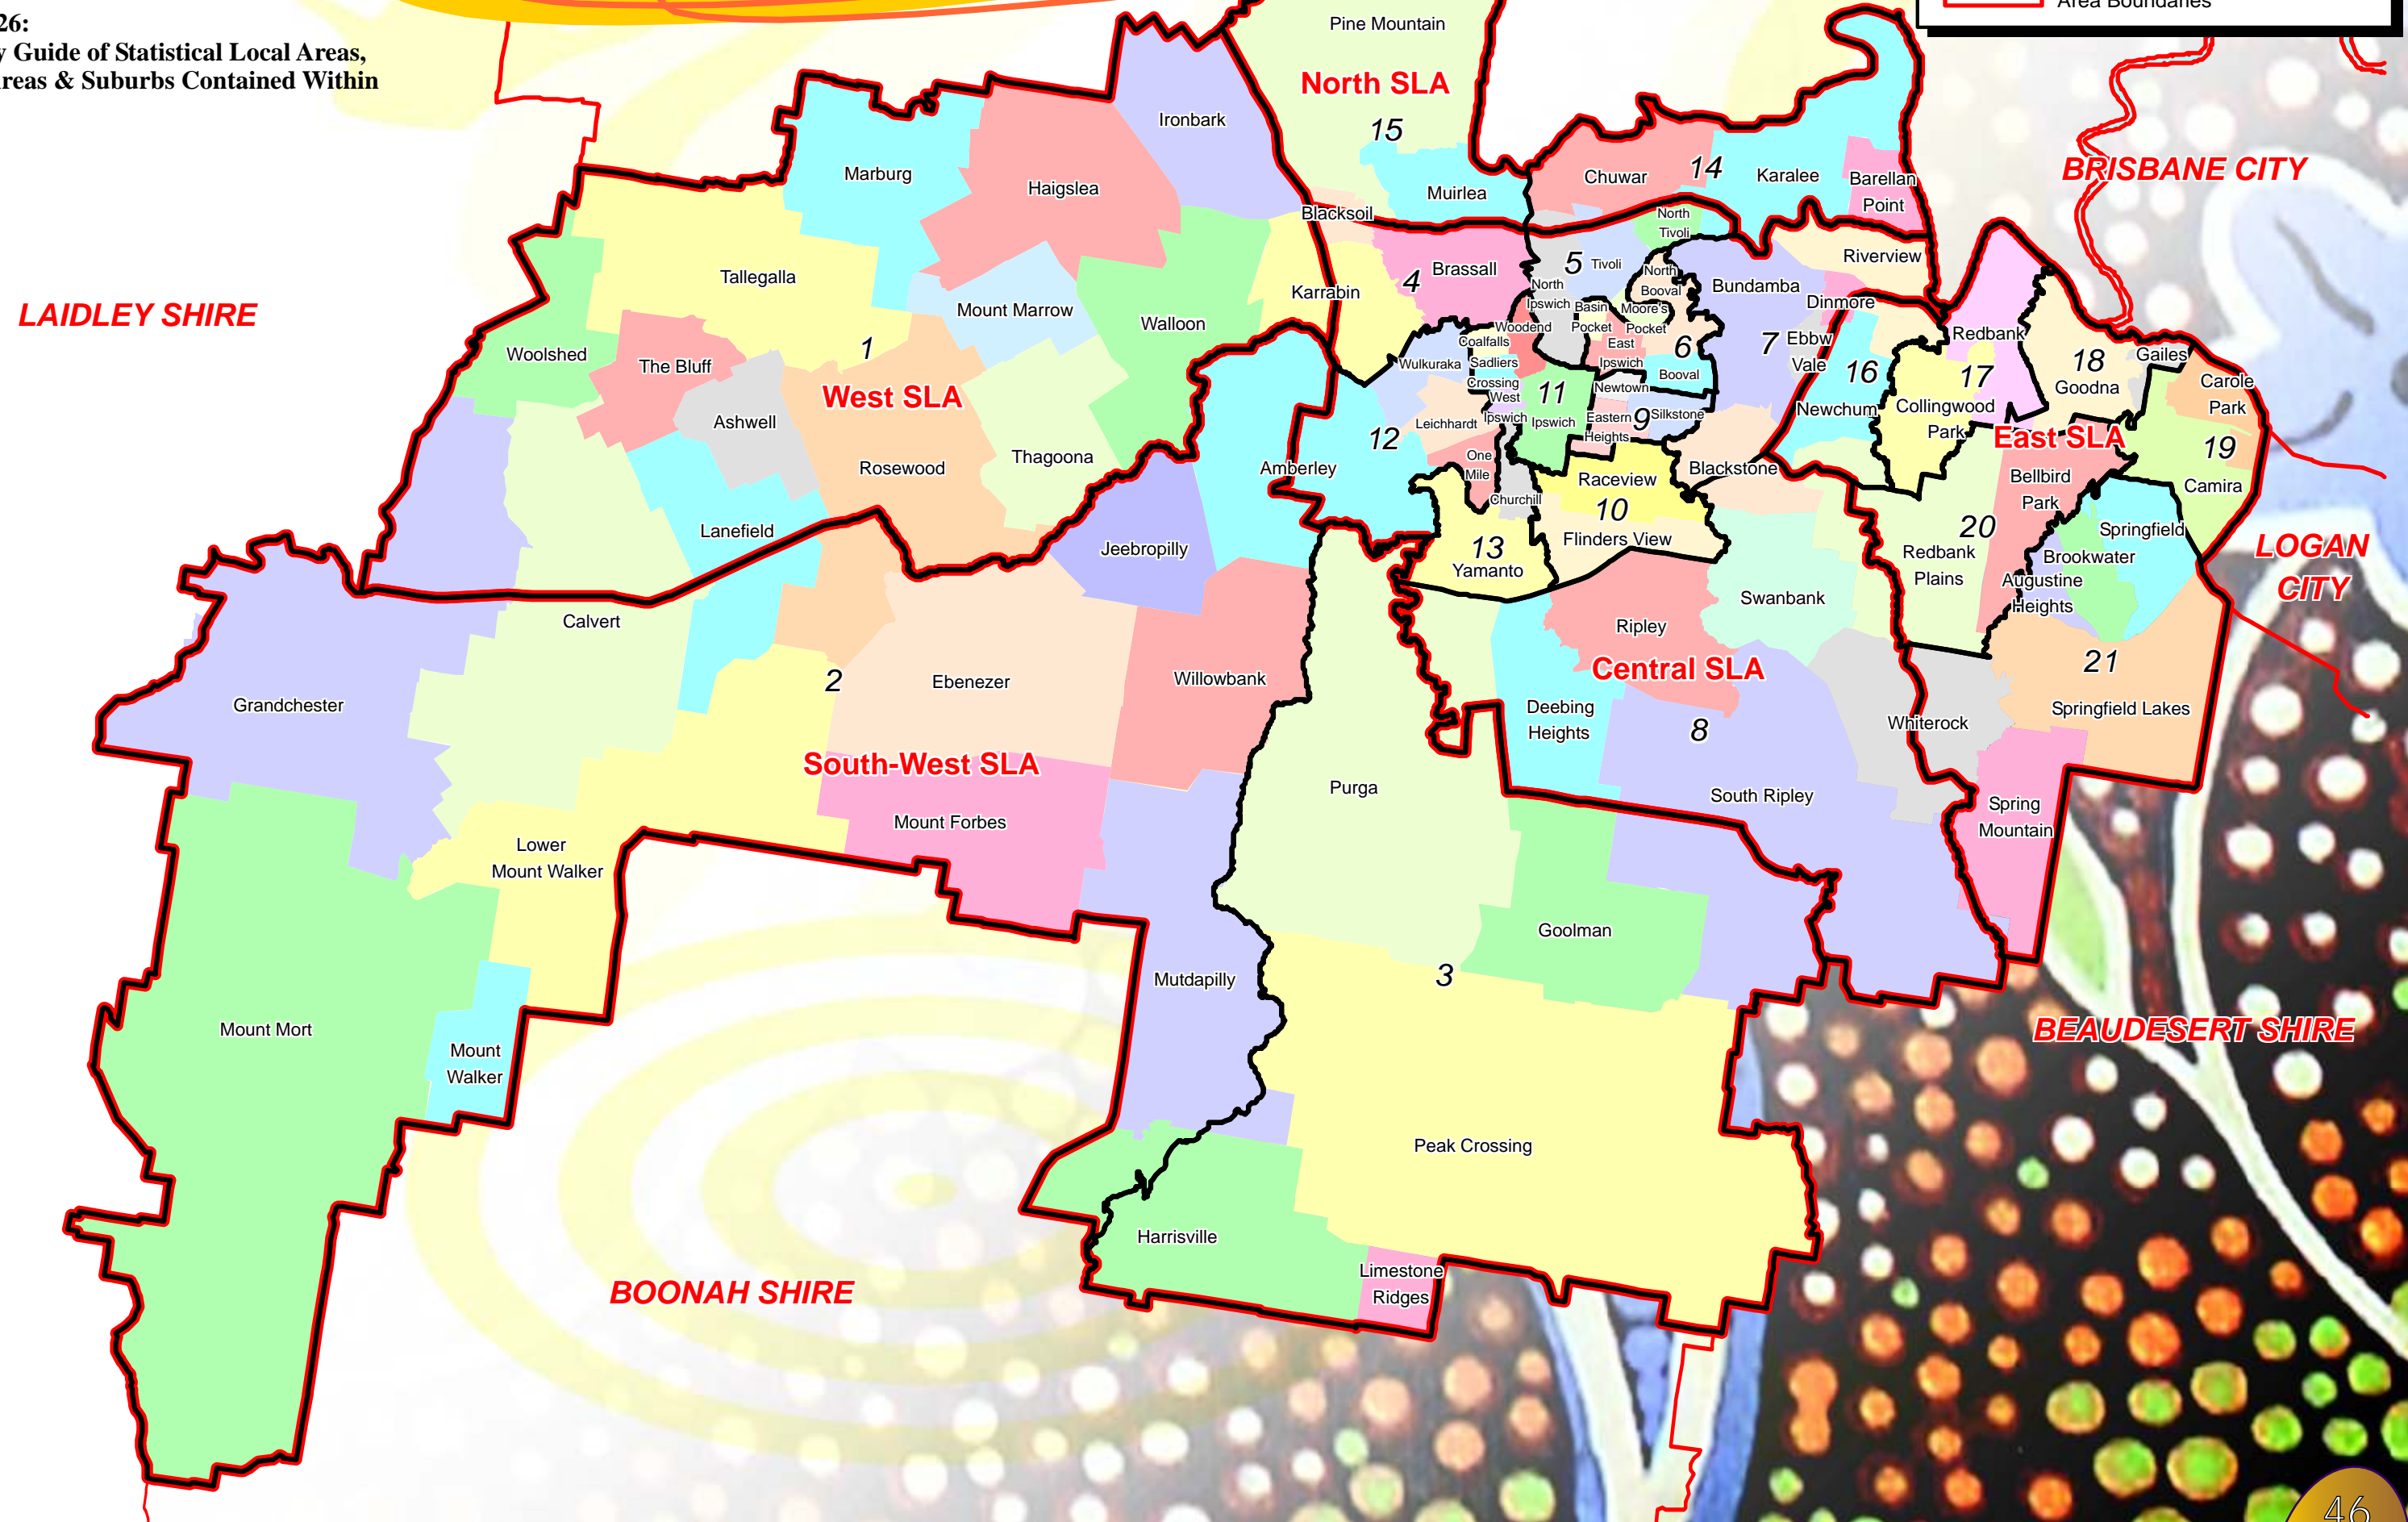 26:
y Guide of Statistical Local Areas,
reas & Suburbs Contained Within
Area Boundaries
Pine Mountain
North SLA
15
Muirlea
Blacksoil
Ironbark
Marburg
Haigslea
Chuwar
14
Karalee
Barellan
Point
BRISBANE CITY
LAIDLEY SHIRE
Tallegalla
Mount Marrow
Walloon
Karrabin
Woolshed
The Bluff
1
West SLA
Ashwell
Rosewood
Thagoona
Lanefield
Amberley
Jeebropilly
4
Brassall
5
Tivoli
North
Tivoli
North
Ipswich
Basin
Pocket
North
Booval
Moore's
Pocket
Woodend
Coalfalls
Sadliers
Crossing
Wulkuraka
West
Ipswich
Leichhardt
12
One
Mile
Churchill
11
Ipswich
East
Ipswich
6
Booval
Newtown
Eastern
Heights
9
Silkstone
Bundamba
7
Ebbw
Vale
Dinmore
Riverview
16
Newchum
Blackstone
Raceview
10
Flinders View
13
Yamanto
Redbank
17
Collingwood
Park
18
Goodna
Gailes
Carole
Park
East SLA
19
Camira
Bellbird
Park
20
Redbank
Plains
Springfield
Brookwater
Augustine
Heights
LOGAN
CITY
21
Springfield Lakes
Calvert
Grandchester
2
Ebenezer
Willowbank
South-West SLA
Mount Forbes
Lower
Mount Walker
Mount Mort
Mount
Walker
Mutdapilly
Purga
Swanbank
Ripley
Central SLA
Deebing
Heights
8
Whiterock
South Ripley
Spring
Mountain
Goolman
3
Peak Crossing
Harrisville
Limestone
Ridges
BOONAH SHIRE
BEAUDESERT SHIRE
46